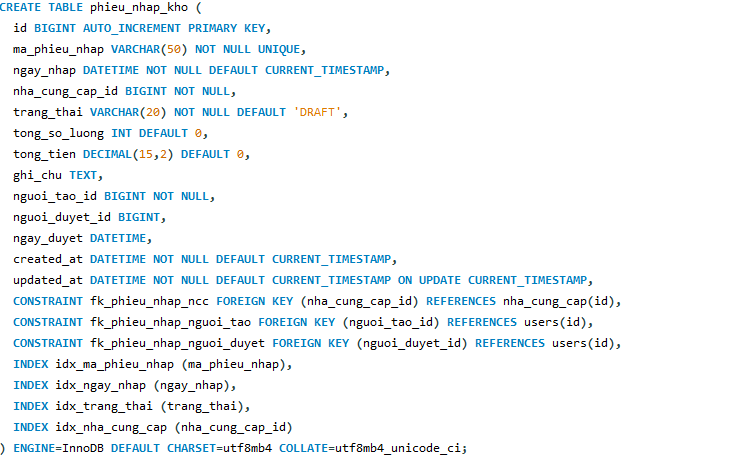 CREATE TABLE phieu_nhap_kho (
id BIGINT AUTO_INCREMENT PRIMARY KEY,
ma_phieu_nhap VARCHAR(50) NOT NULL UNIQUE,
ngay_nhap DATETIME NOT NULL DEFAULT CURRENT_TIMESTAMP,
nha_cung_cap_id BIGINT NOT NULL,
trang_thai VARCHAR(20) NOT NULL DEFAULT 'DRAFT',
tong_so_luong INT DEFAULT 0,
tong_tien DECIMAL(15,2) DEFAULT 0,
ghi_chu TEXT,
nguoi_tao_id BIGINT NOT NULL,
nguoi_duyet_id BIGINT,
ngay_duyet DATETIME,
created_at DATETIME NOT NULL DEFAULT CURRENT_TIMESTAMP,
updated_at DATETIME NOT NULL DEFAULT CURRENT_TIMESTAMP ON UPDATE CURRENT_TIMESTAMP,
CONSTRAINT fk_phieu_nhap_ncc FOREIGN KEY (nha_cung_cap_id) REFERENCES nha_cung_cap(id),
CONSTRAINT fk_phieu_nhap_nguoi_tao FOREIGN KEY (nguoi_tao_id) REFERENCES users(id),
CONSTRAINT fk_phieu_nhap_nguoi_duyet FOREIGN KEY (nguoi_duyet_id) REFERENCES users(id),
INDEX idx_ma_phieu_nhap (ma_phieu_nhap),
INDEX idx_ngay_nhap (ngay_nhap),
INDEX idx_trang_thai (trang_thai),
INDEX idx_nha_cung_cap (nha_cung_cap_id)
) ENGINE=InnoDB DEFAULT CHARSET=utf8mb4 COLLATE=utf8mb4_unicode_ci;